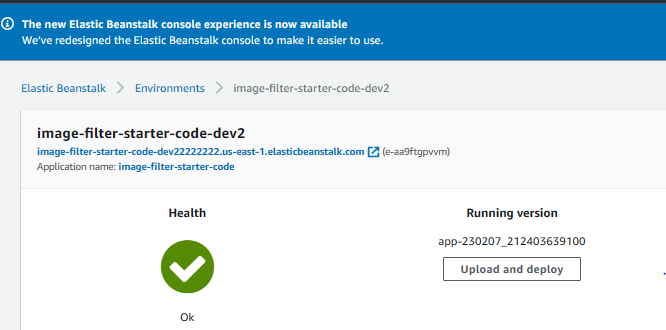 The new Elastic Beanstalk console experience is now available
We've redesigned the Elastic Beanstalk console to make it easier to use.
Elastic Beanstalk > Environments > image-filter-starter-code-dev2
image-filter-starter-code-dev2
image-filter-starter-code-dev22222222.us-east-1.elasticbeanstalk.com (e-aa9ftgpvvm)
Application name: image-filter-starter-code
Health
Running version
app-230207_212403639100
Upload and deploy
Ok